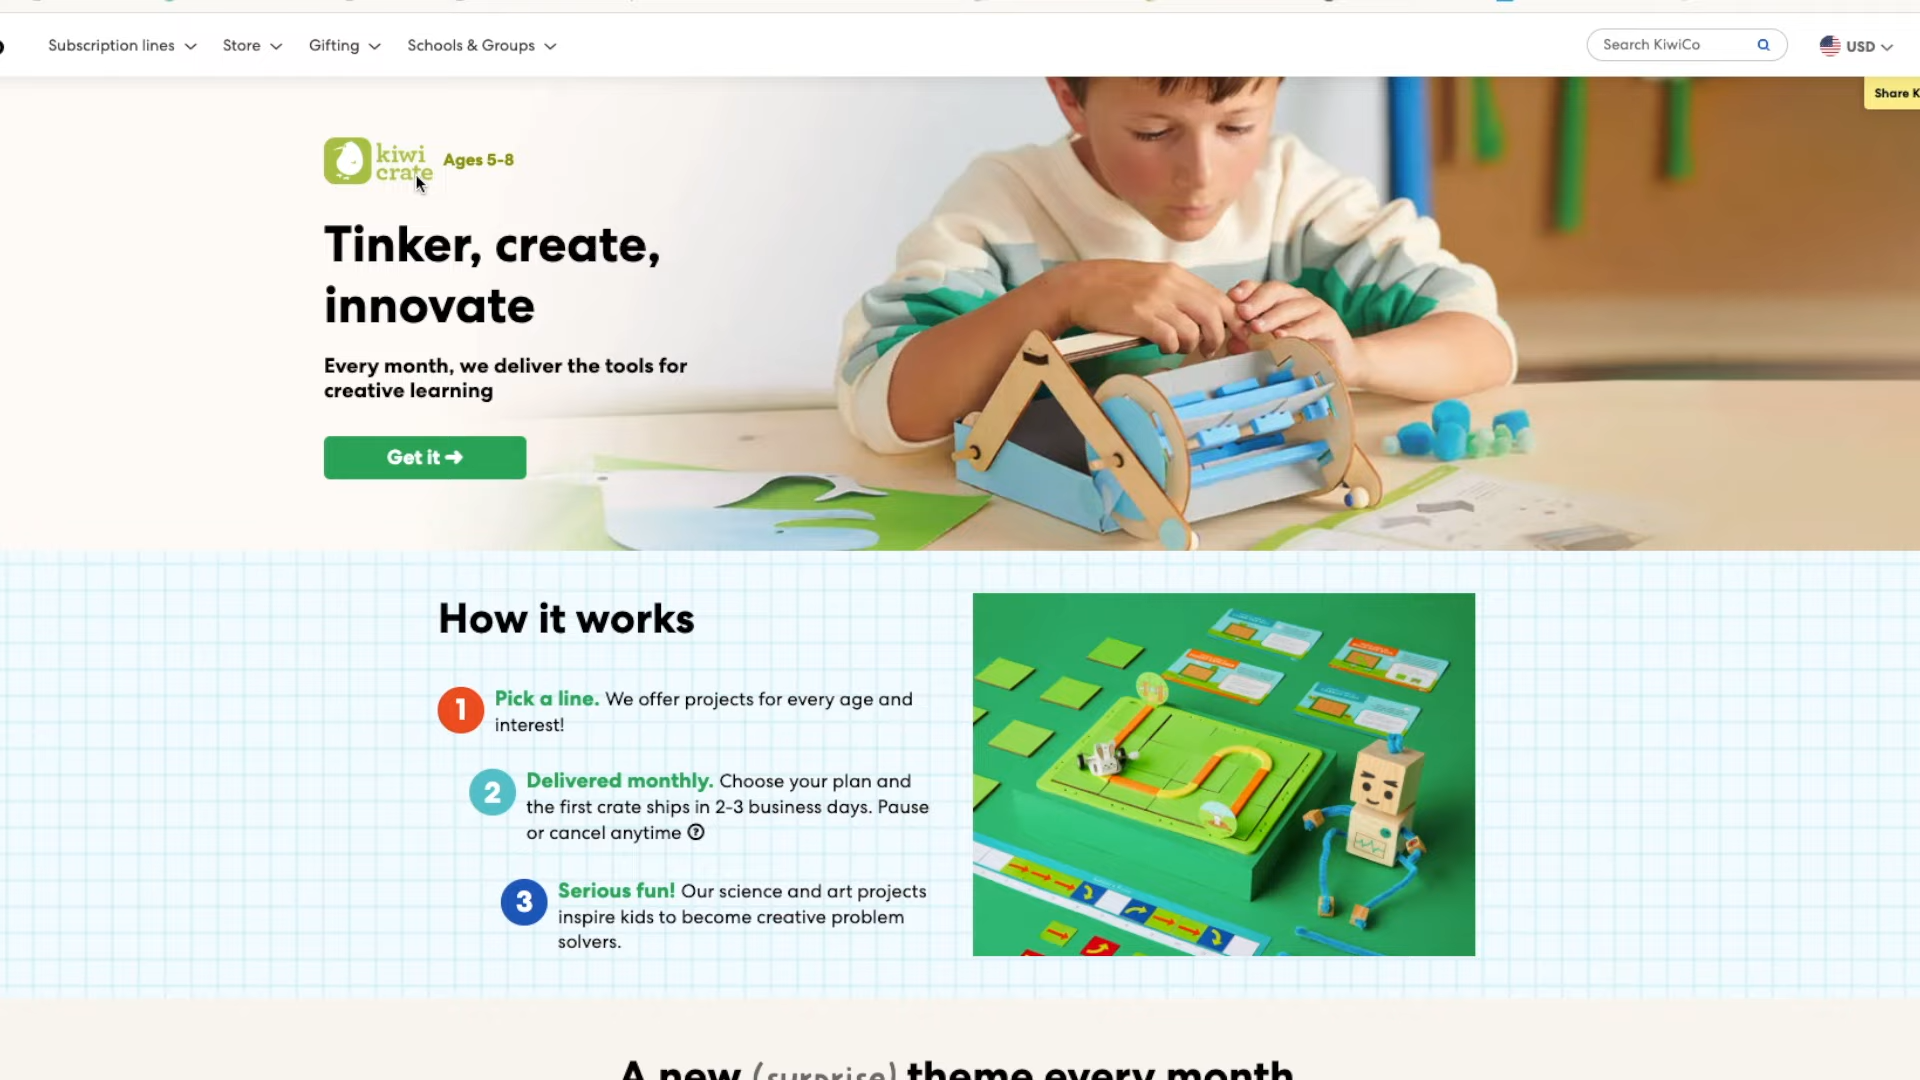 Subscription lines
Store
Gifting
Schools & Groups
Search KiwiCo
USD
Share K
kiwi
crate
Ages 5-8
Tinker, create,
innovate
Every month, we deliver the tools for
creative learning
Get it ➔
How it works
1
Pick a line. We offer projects for every age and
interest!
2
Delivered monthly. Choose your plan and
the first crate ships in 2-3 business days. Pause
or cancel anytime ?
3
Serious fun! Our science and art projects
inspire kids to become creative problem
solvers.
A new (surprise) theme every month